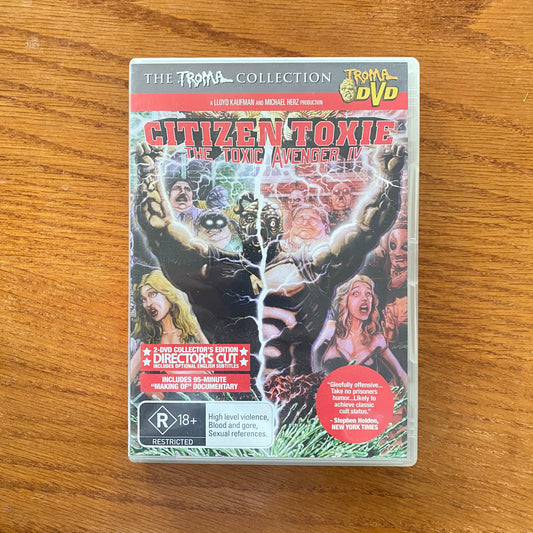 THE TROMA COLLECTION
TROMA
DVD
A LLOYD KAUFMAN AND MICHAEL HERZ PRODUCTION
CITIZEN TOXIE
THE TOXIC AVENGER IV
2-DVD COLLECTOR'S EDITION
DIRECTOR'S CUT
INCLUDES OPTIONAL ENGLISH SUBTITLES
INCLUDES 95-MINUTE
"MAKING OF" DOCUMENTARY
R 18+
RESTRICTED
High level violence,
Blood and gore,
Sexual references.
"Gleefully offensive...
Take no prisoners
humor...Likely to
achieve classic
cult status."
- Stephen Holden,
NEW YORK TIMES